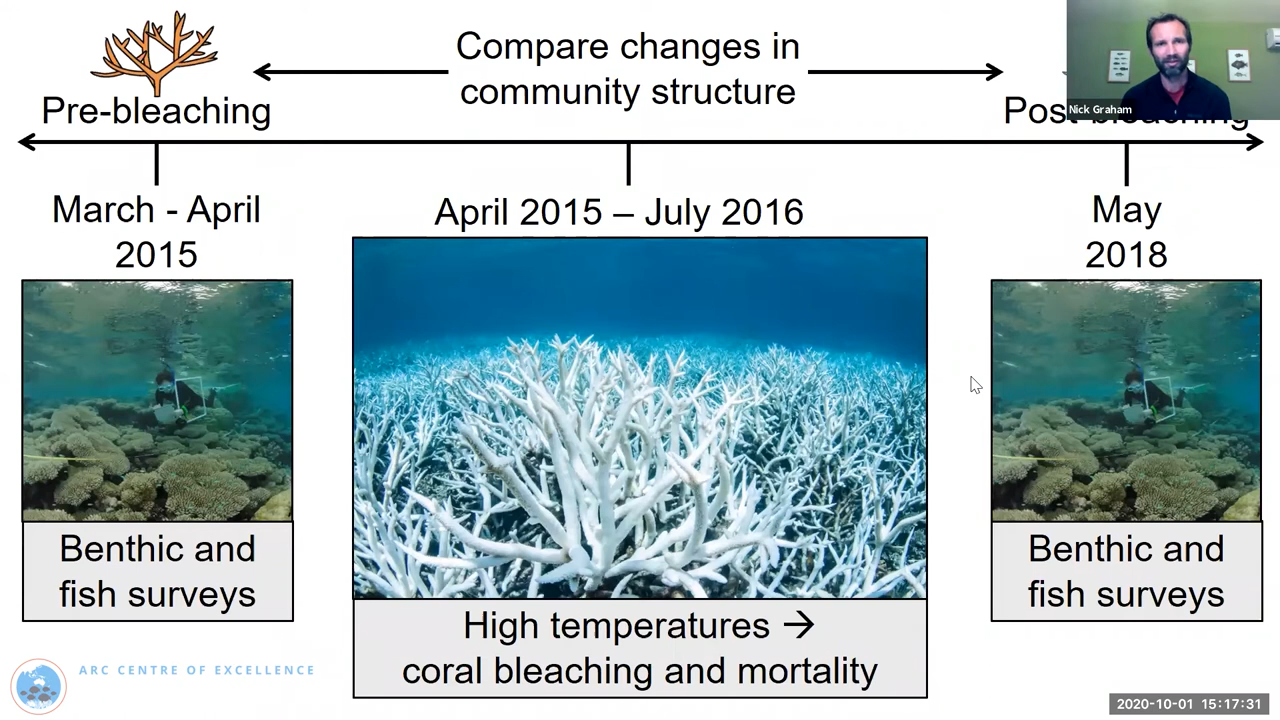 Compare changes in
community structure
Pre-bleaching
Post-bleaching
Nick Graham
March - April
2015
April 2015 – July 2016
May
2018
Benthic and
fish surveys
High temperatures →
coral bleaching and mortality
Benthic and
fish surveys
ARC CENTRE OF EXCELLENCE
2020-10-01 15:17:31